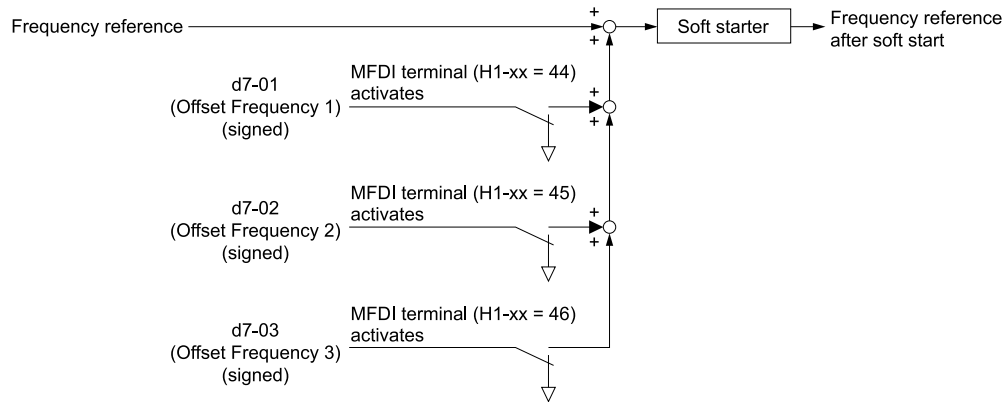 Frequency reference
+
+
Soft starter
Frequency reference
after soft start
d7-01
(Offset Frequency 1)
(signed)
MFDI terminal (H1-xx = 44)
activates
+
+
d7-02
(Offset Frequency 2)
(signed)
MFDI terminal (H1-xx = 45)
activates
+
+
d7-03
(Offset Frequency 3)
(signed)
MFDI terminal (H1-xx = 46)
activates